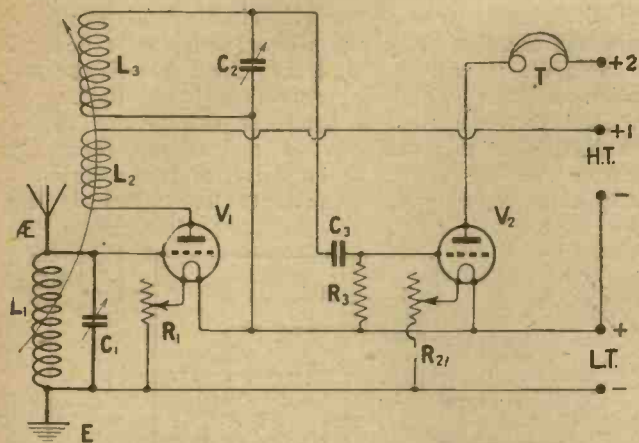 L3
C2
T
+2
+1
H.T.
L2
Æ
V1
V2
−
C3
L1
C1
R1
R3
R2
+
L.T.
−
E